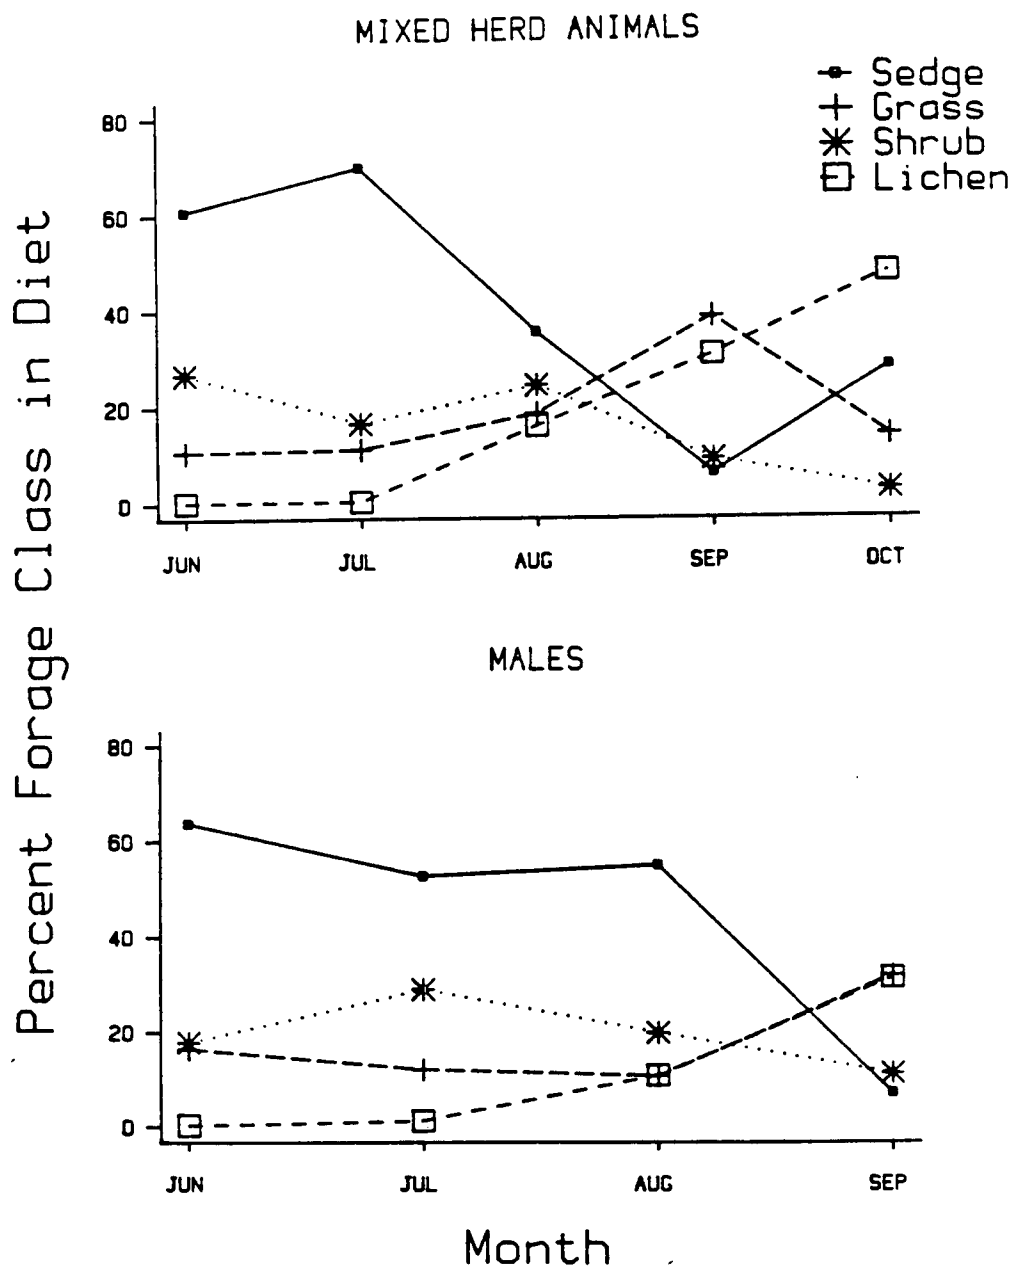 MIXED HERD ANIMALS
Sedge
Grass
Shrub
Lichen
80
60
40
20
0
JUN JUL AUG SEP OCT
Percent Forage Class in Diet
MALES
80
60
40
20
0
JUN JUL AUG SEP
Month